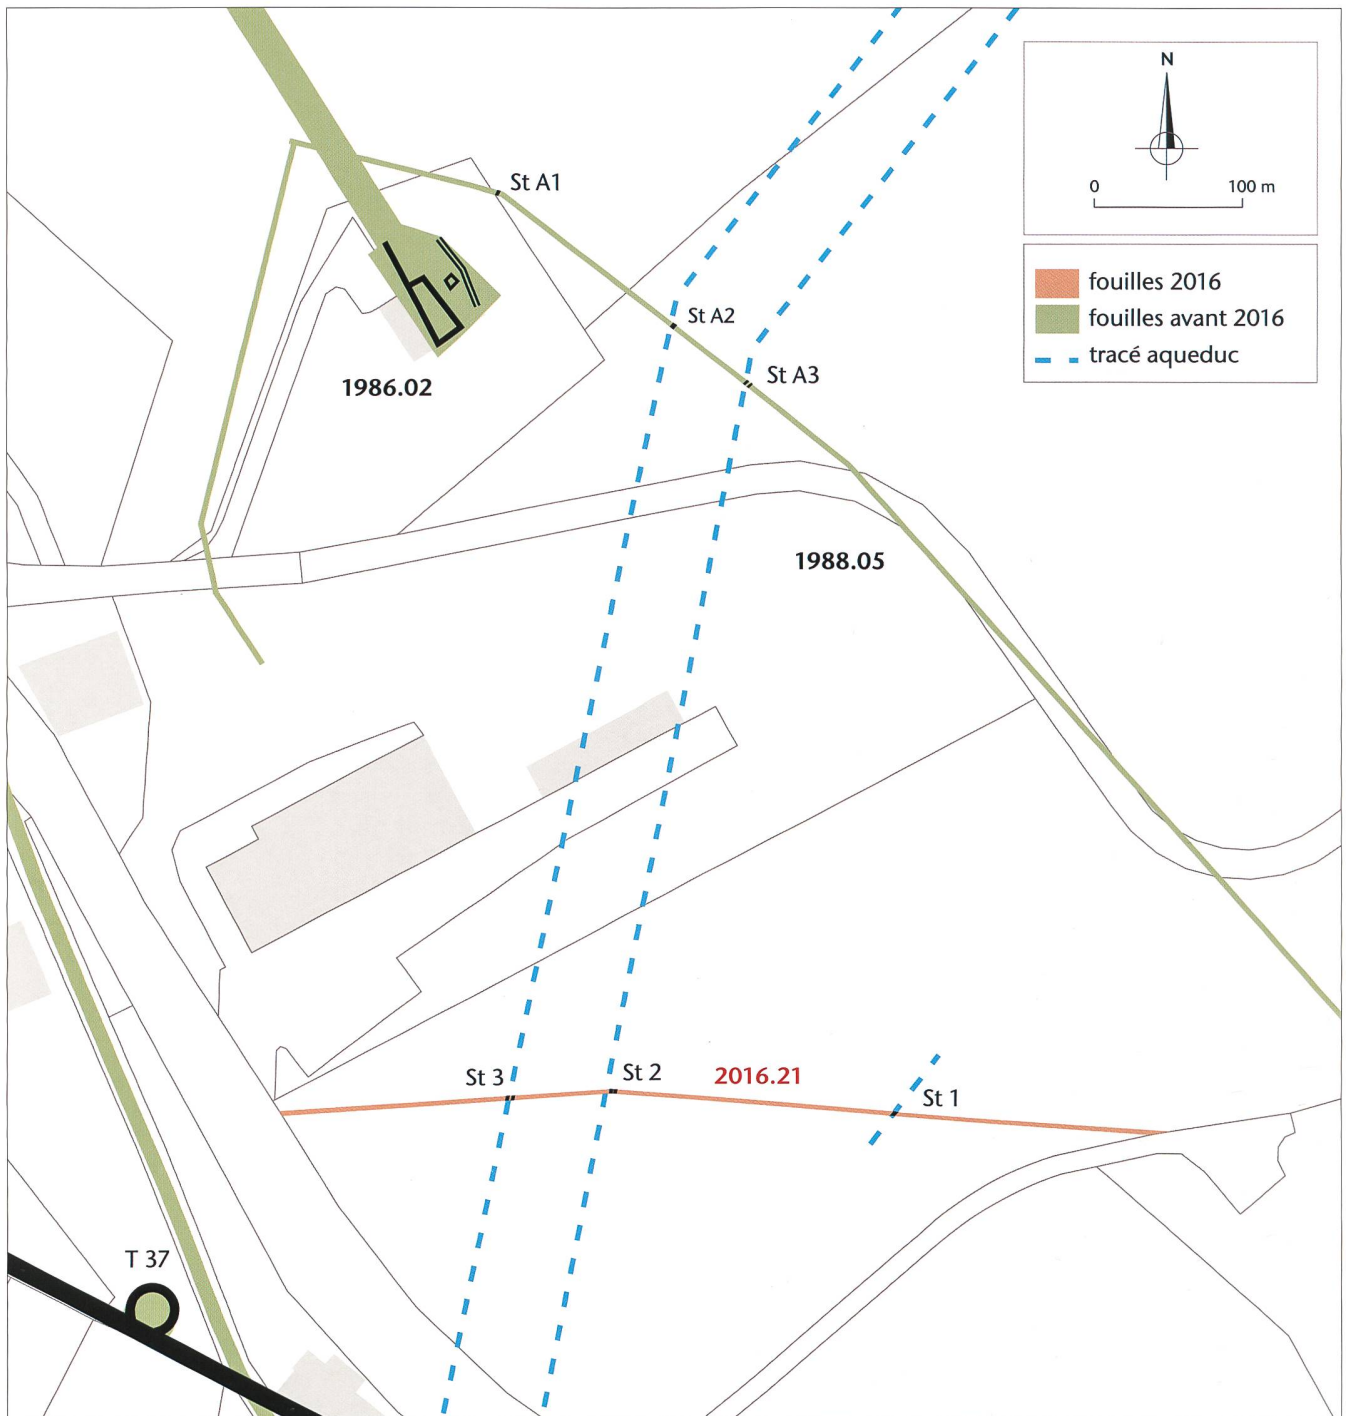 N
0 100 m
fouilles 2016
fouilles avant 2016
tracé aqueduc
St A1
St A2
St A3
1986.02
1988.05
St 3
St 2
2016.21
St 1
T 37